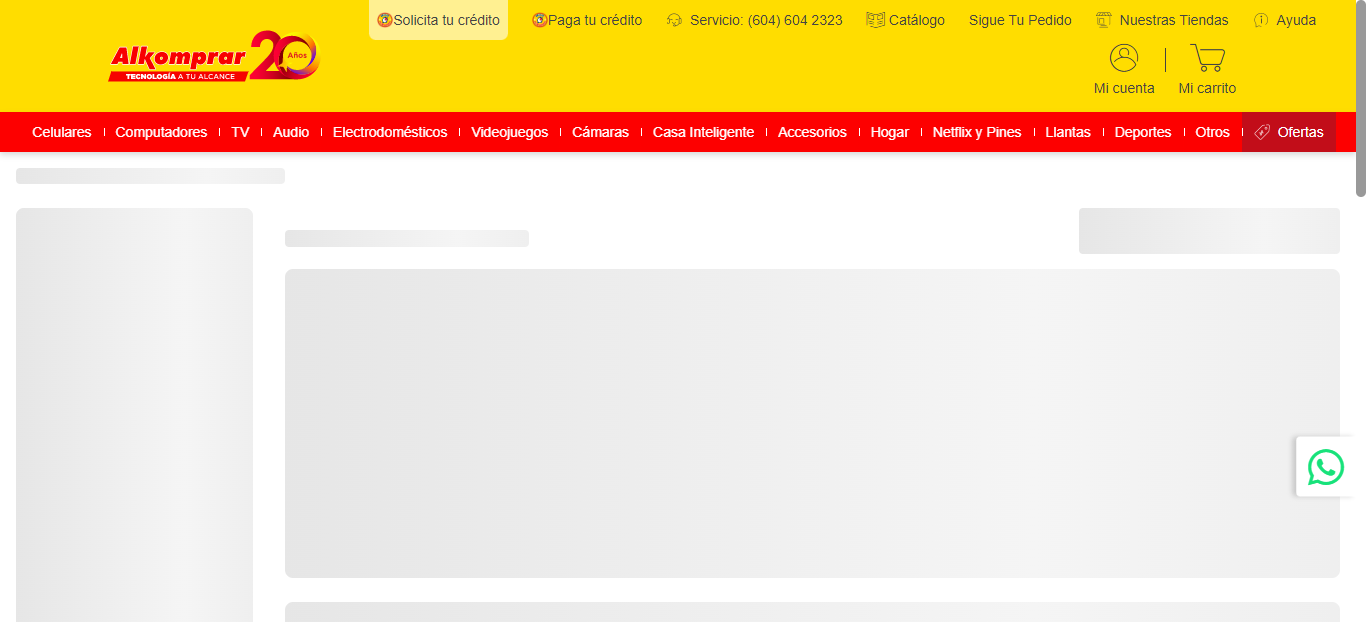 Solicita tu crédito
Paga tu crédito
Servicio: (604) 604 2323
Catálogo
Sigue Tu Pedido
Nuestras Tiendas
Ayuda
Alkomprar 20 Años
TECNOLOGÍA A TU ALCANCE
Mi cuenta
Mi carrito
Celulares
Computadores
TV
Audio
Electrodomésticos
Videojuegos
Cámaras
Casa Inteligente
Accesorios
Hogar
Netflix y Pines
Llantas
Deportes
Otros
Ofertas